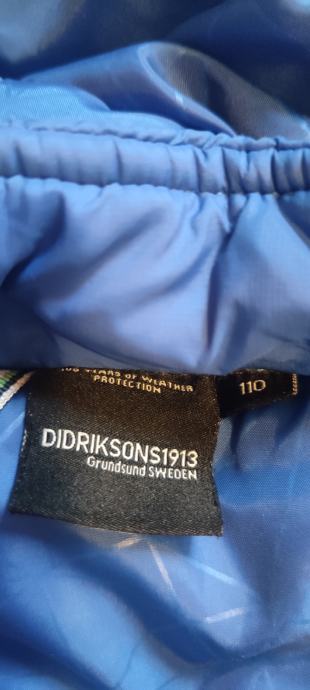 YEARS OF WEATHER
PROTECTION
110
DIDRIKSONS1913
Grundsund SWEDEN